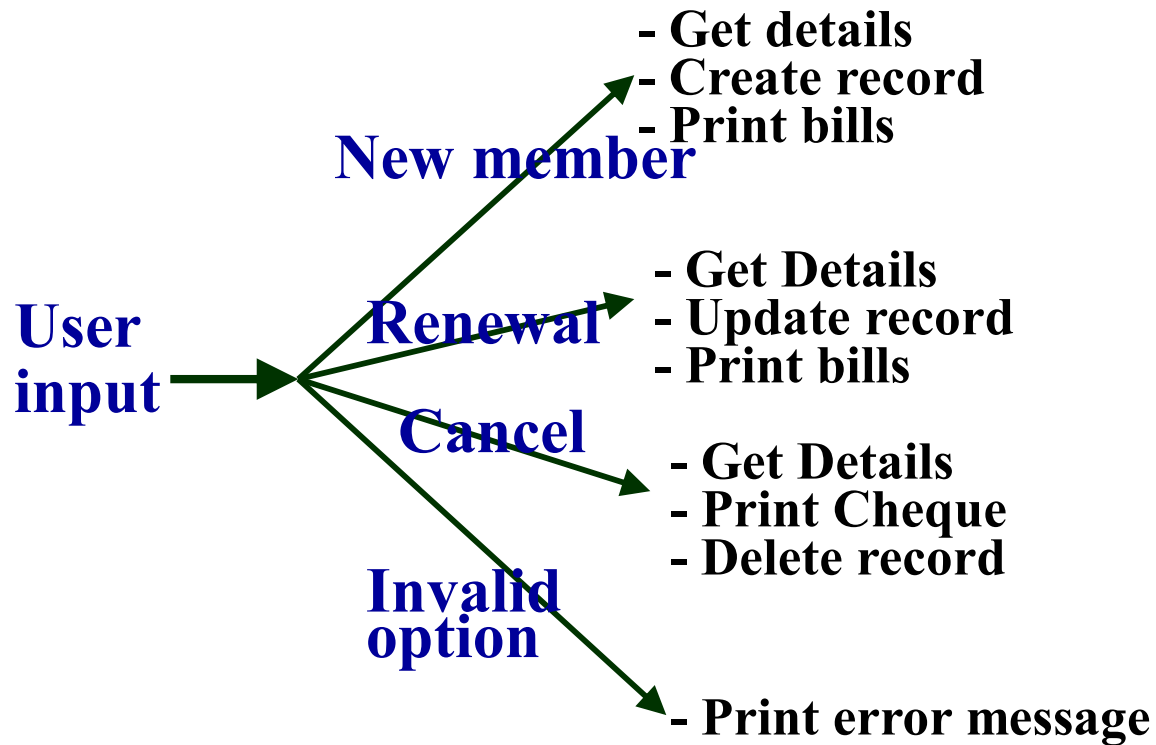 User
input
New member
- Get details
- Create record
- Print bills
Renewal
- Get Details
- Update record
- Print bills
Cancel
- Get Details
- Print Cheque
- Delete record
Invalid
option
- Print error message